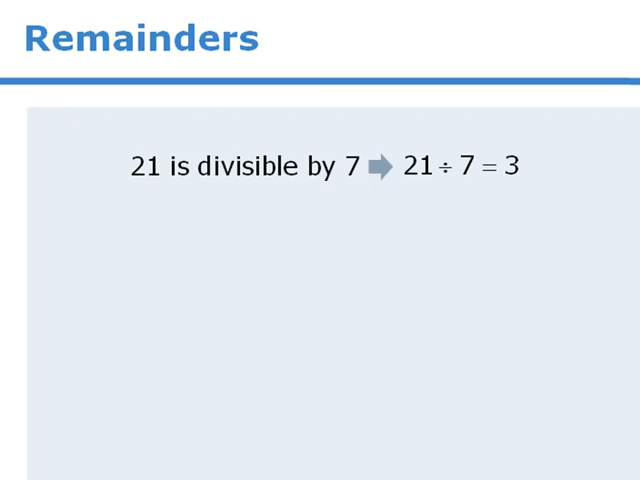 Remainders
21 is divisible by 7 ➡ 21 ÷ 7 = 3